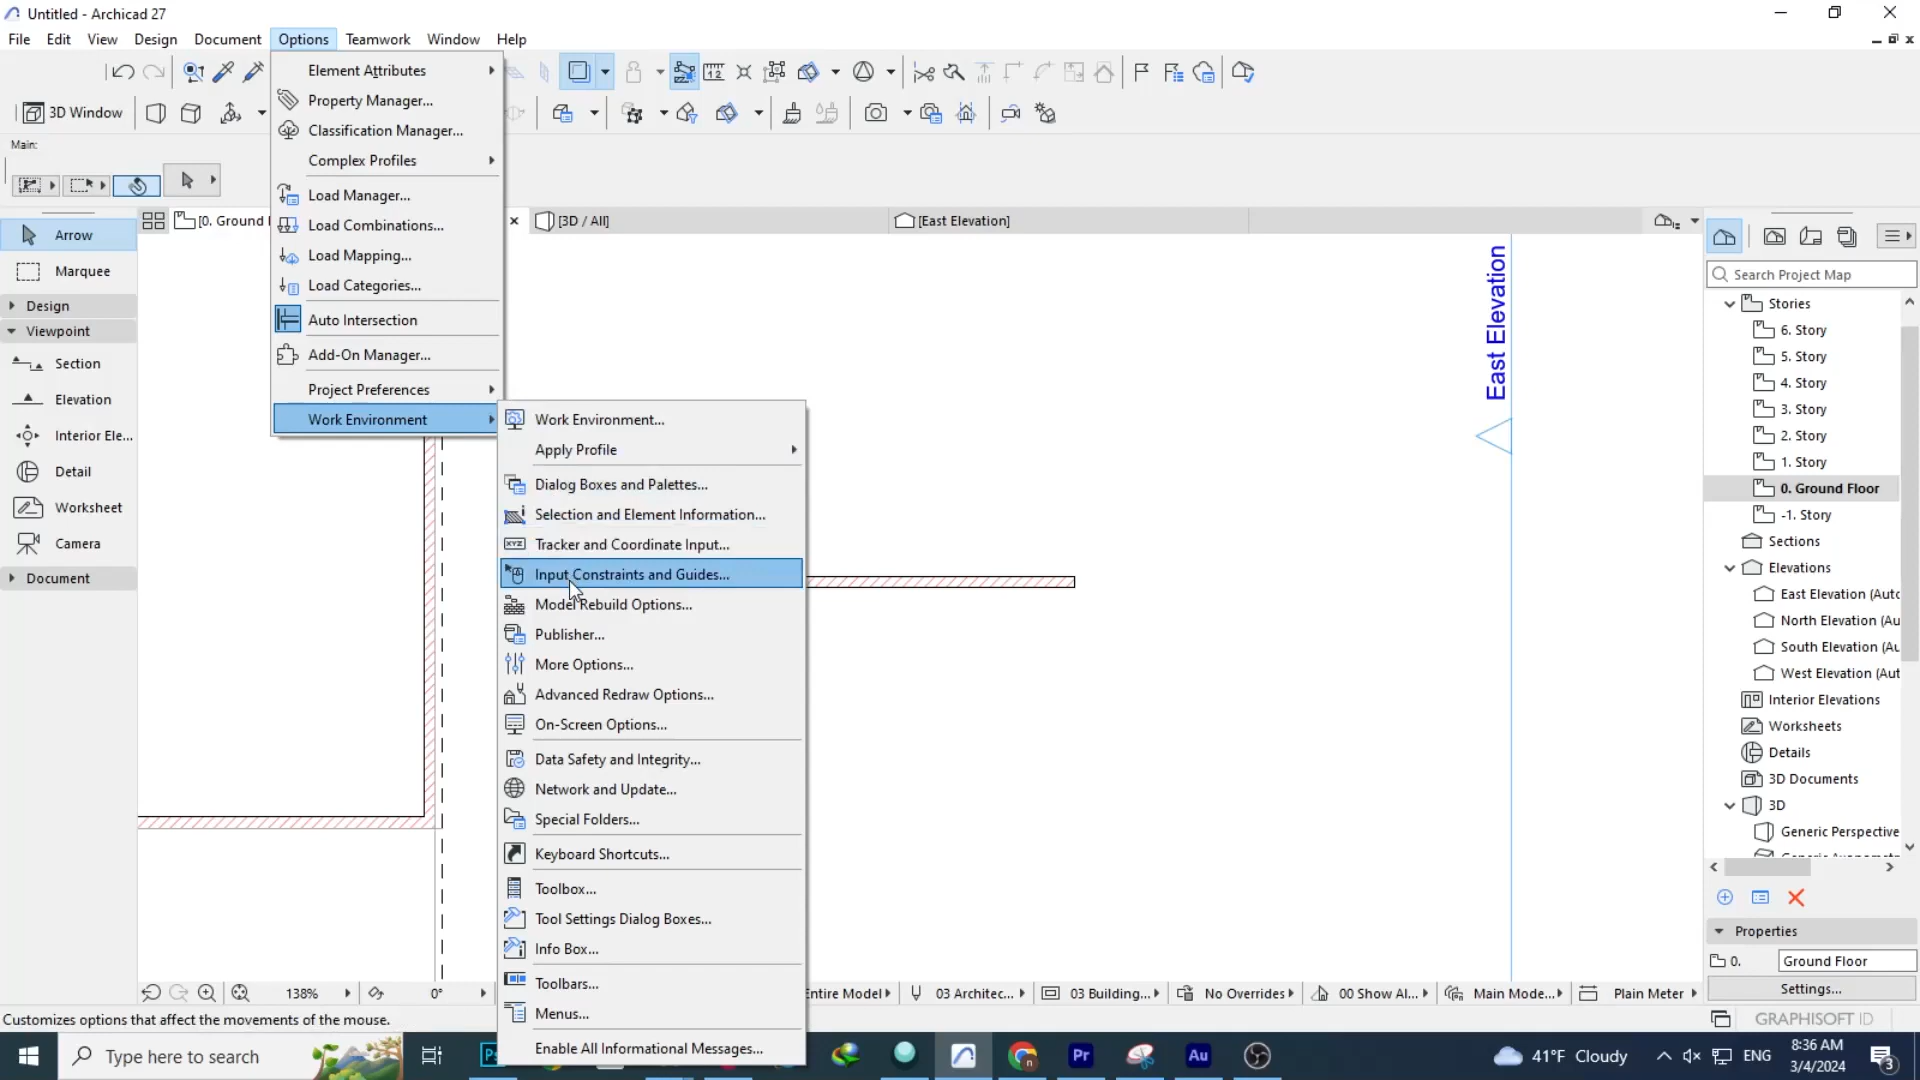 Untitled - Archicad 27
File Edit View Design Document Options Teamwork Window Help
3D Window
Main:
[0. Ground
[3D / All]
[East Elevation]
Arrow
Marquee
Design
Viewpoint
Section
Elevation
Interior Ele...
Detail
Worksheet
Camera
Document
Element Attributes
Property Manager...
Classification Manager...
Complex Profiles
Load Manager...
Load Combinations...
Load Mapping...
Load Categories...
Auto Intersection
Add-On Manager...
Project Preferences
Work Environment
Work Environment...
Apply Profile
Dialog Boxes and Palettes...
Selection and Element Information...
Tracker and Coordinate Input...
Input Constraints and Guides...
Model Rebuild Options...
Publisher...
More Options...
Advanced Redraw Options...
On-Screen Options...
Data Safety and Integrity...
Network and Update...
Special Folders...
Keyboard Shortcuts...
Toolbox...
Tool Settings Dialog Boxes...
Info Box...
Toolbars...
Menus...
Enable All Informational Messages...
East Elevation
Search Project Map
Stories
6. Story
5. Story
4. Story
3. Story
2. Story
1. Story
0. Ground Floor
-1. Story
Sections
Elevations
East Elevation (Auto
North Elevation (Au
South Elevation (Au
West Elevation (Aut
Interior Elevations
Worksheets
Details
3D Documents
3D
Generic Perspective
Properties
0. Ground Floor
Settings...
138% 0° Entire Model 03 Architec... 03 Building... No Overrides 00 Show Al... Main Mode... Plain Meter
Customizes options that affect the movements of the mouse.
GRAPHISOFT ID
Type here to search
41°F Cloudy
ENG
8:36 AM
3/4/2024
3